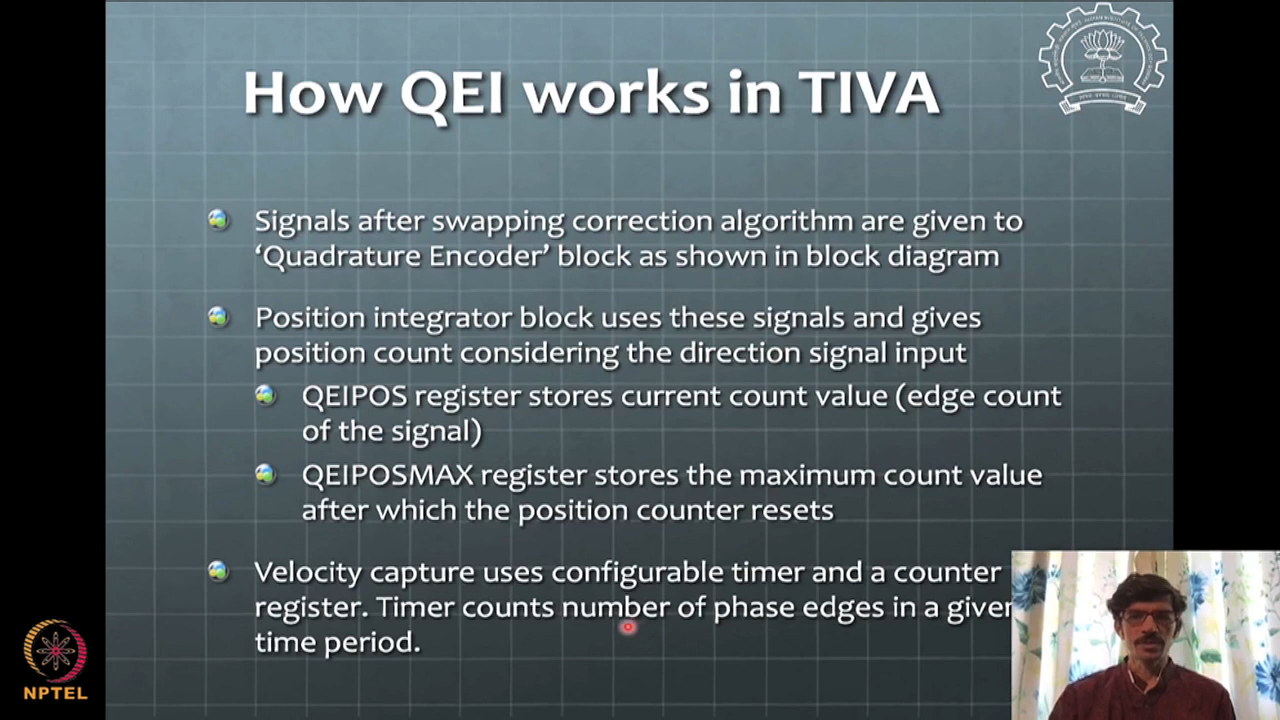 How QEI works in TIVA
Signals after swapping correction algorithm are given to
‘Quadrature Encoder’ block as shown in block diagram
Position integrator block uses these signals and gives
position count considering the direction signal input
QEIPOS register stores current count value (edge count
of the signal)
QEIPOSMAX register stores the maximum count value
after which the position counter resets
Velocity capture uses configurable timer and a counter
register. Timer counts number of phase edges in a given
time period.
NPTEL